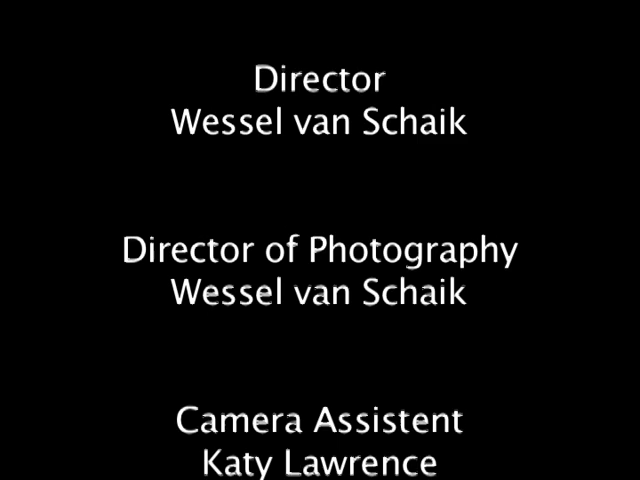 Director
Wessel van Schaik
Director of Photography
Wessel van Schaik
Camera Assistent
Katy Lawrence